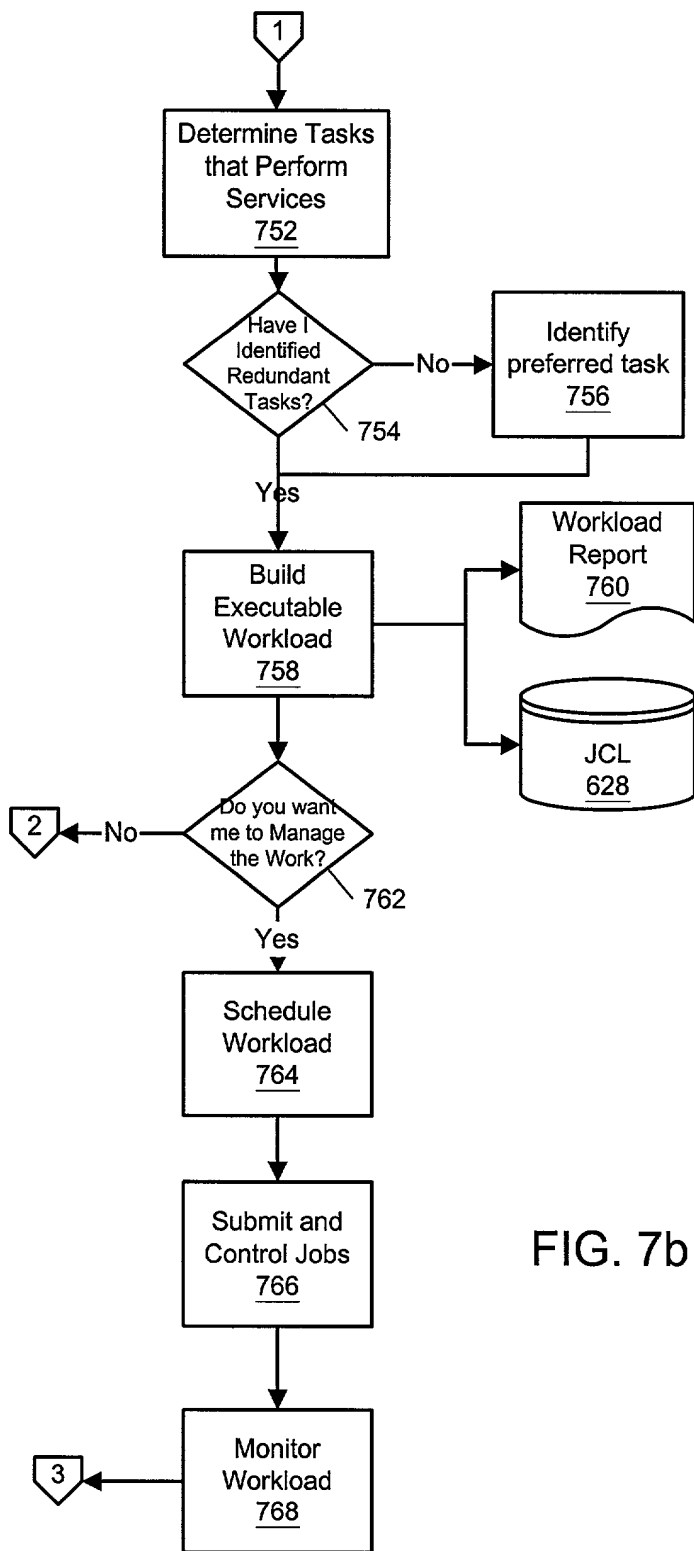 1
Determine Tasks
that Perform
Services
752
Have I
Identified
Redundant
Tasks?
754
No
Identify
preferred task
756
Yes
Build
Executable
Workload
758
Workload
Report
760
JCL
628
Do you want
me to Manage
the Work?
762
No
2
Yes
Schedule
Workload
764
Submit and
Control Jobs
766
FIG. 7b
Monitor
Workload
768
3